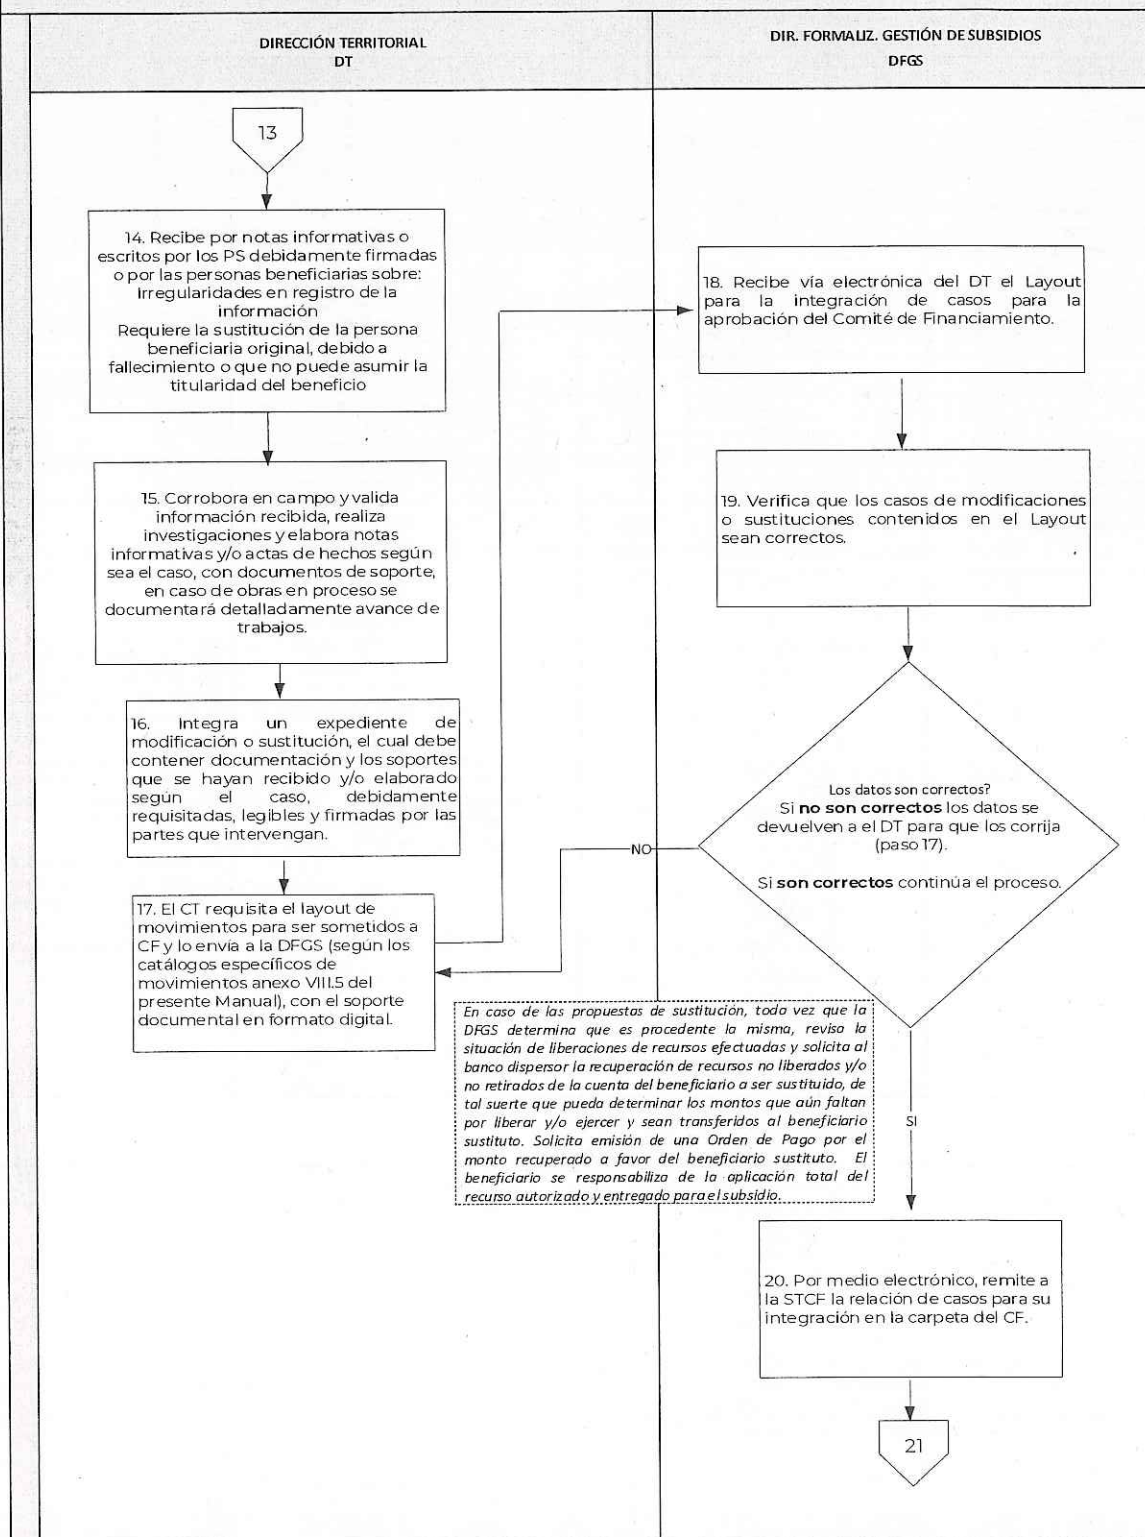 DIRECCIÓN TERRITORIAL
DT
DIR. FORMALIZ. GESTIÓN DE SUBSIDIOS
DFGS
13
14. Recibe por notas informativas o
escritos por los PS debidamente firmadas
o por las personas beneficiarias sobre:
Irregularidades en registro de la
información
Requiere la sustitución de la persona
beneficiaria original, debido a
fallecimiento o que no puede asumir la
titularidad del beneficio
15. Corrobora en campo y valida
información recibida, realiza
investigaciones y elabora notas
informativas y/o actas de hechos según
sea el caso, con documentos de soporte,
en caso de obras en proceso se
documentará detalladamente avance de
trabajos.
16. Integra un expediente de
modificación o sustitución, el cual debe
contener documentación y los soportes
que se hayan recibido y/o elaborado
según el caso, debidamente
requisitadas, legibles y firmadas por las
partes que intervengan.
17. El CT requisita el layout de
movimientos para ser sometidos a
CF y lo envía a la DFGS (según los
catálogos específicos de
movimientos anexo VIII.5 del
presente Manual), con el soporte
documental en formato digital.
18. Recibe vía electrónica del DT el Layout
para la integración de casos para la
aprobación del Comité de Financiamiento.
19. Verifica que los casos de modificaciones
o sustituciones contenidos en el Layout
sean correctos.
Los datos son correctos?
Si no son correctos los datos se
devuelven a el DT para que los corrija
(paso 17).
Si son correctos continúa el proceso.
NO
En caso de las propuestas de sustitución, toda vez que la
DFGS determina que es procedente la misma, revisa la
situación de liberaciones de recursos efectuadas y solicita al
banco dispersor la recuperación de recursos no liberados y/o
no retirados de la cuenta del beneficiario a ser sustituido, de
tal suerte que pueda determinar los montos que aún faltan
por liberar y/o ejercer y sean transferidos al beneficiario
sustituto. Solicita emisión de una Orden de Pago por el
monto recuperado a favor del beneficiario sustituto. El
beneficiario se responsabiliza de la aplicación total del
recurso autorizado y entregado para el subsidio.
SI
20. Por medio electrónico, remite a
la STCF la relación de casos para su
integración en la carpeta del CF.
21